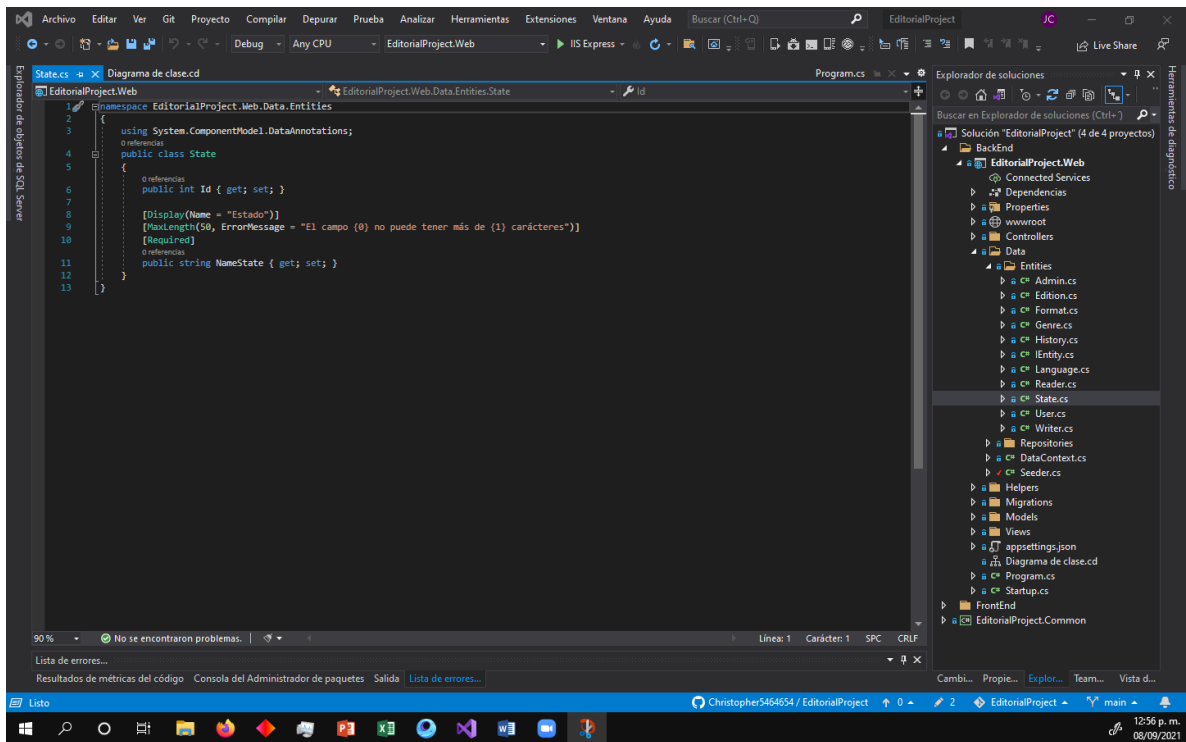 Archivo Editar Ver Git Proyecto Compilar Depurar Prueba Analizar Herramientas Extensiones Ventana Ayuda Buscar (Ctrl+Q) EditorialProject JC
Debug Any CPU EditorialProject.Web IIS Express Live Share
Explorador de objetos de SQL Server
State.cs Diagrama de clase.cd Program.cs
EditorialProject.Web EditorialProject.Web.Data.Entities.State Id
1 namespace EditorialProject.Web.Data.Entities
2 {
3 using System.ComponentModel.DataAnnotations;
0 referencias
4 public class State
5 {
0 referencias
6 public int Id { get; set; }
7
8 [Display(Name = "Estado")]
9 [MaxLength(50, ErrorMessage = "El campo {0} no puede tener más de {1} carácteres")]
10 [Required]
0 referencias
11 public string NameState { get; set; }
12 }
13 }
90 % No se encontraron problemas. Línea: 1 Carácter: 1 SPC CRLF
Lista de errores...
Resultados de métricas del código Consola del Administrador de paquetes Salida Lista de errores...
Explorador de soluciones
Buscar en Explorador de soluciones (Ctrl+´)
Solución "EditorialProject" (4 de 4 proyectos)
BackEnd
EditorialProject.Web
Connected Services
Dependencias
Properties
wwwroot
Controllers
Data
Entities
Admin.cs
Edition.cs
Format.cs
Genre.cs
History.cs
IEntity.cs
Language.cs
Reader.cs
State.cs
User.cs
Writer.cs
Repositories
DataContext.cs
Seeder.cs
Helpers
Migrations
Models
Views
appsettings.json
Diagrama de clase.cd
Program.cs
Startup.cs
FrontEnd
EditorialProject.Common
Cambi... Propie... Explor... Team... Vista d...
Herramientas de diagnóstico
Listo Christopher5464654 / EditorialProject 0 2 EditorialProject main
12:56 p. m.
08/09/2021